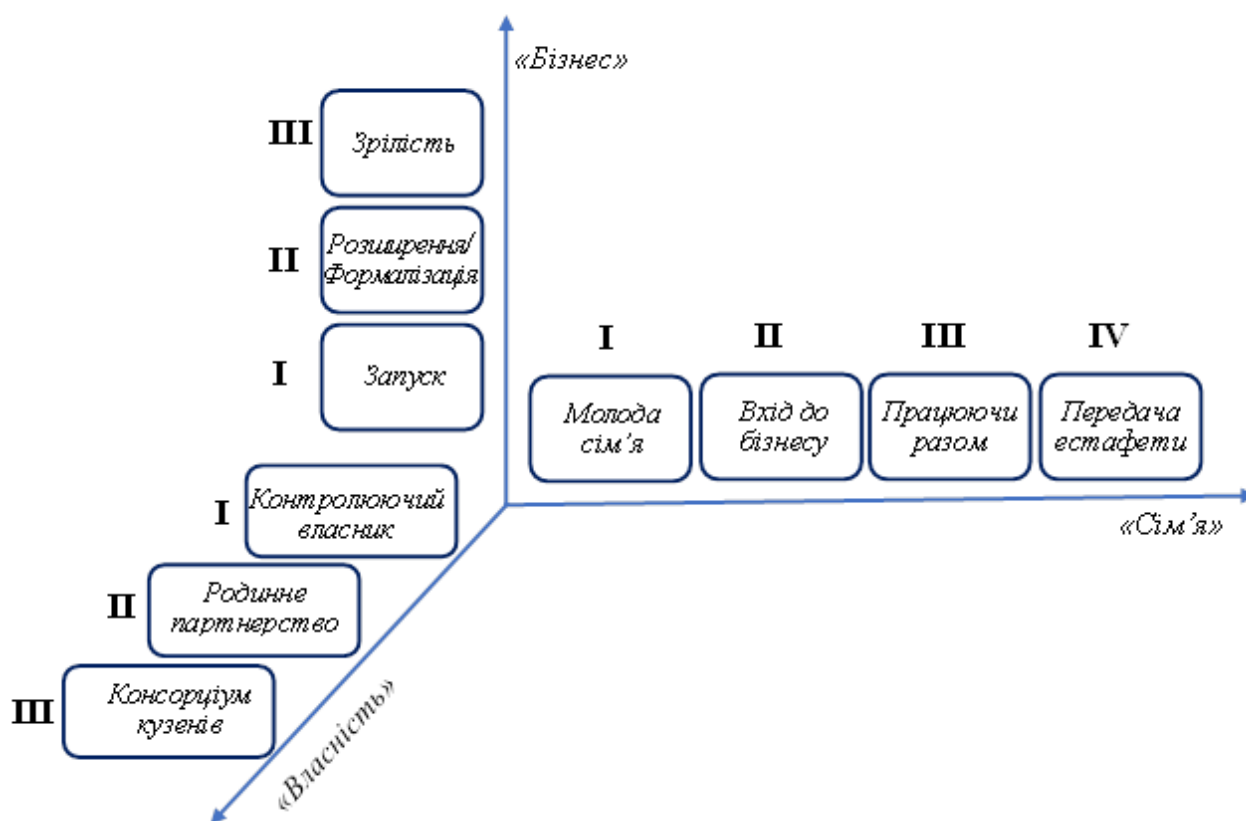 «Бізнес»
III
Зрілість
II
Розширення/
Формалізація
I
Запуск
I
II
III
IV
Молода
сім’я
Вхід до
бізнесу
Працюючи
разом
Передача
естафети
«Сім’я»
I
Контролюючий
власник
II
Родинне
партнерство
III
Консорціум
кузенів
«Власність»